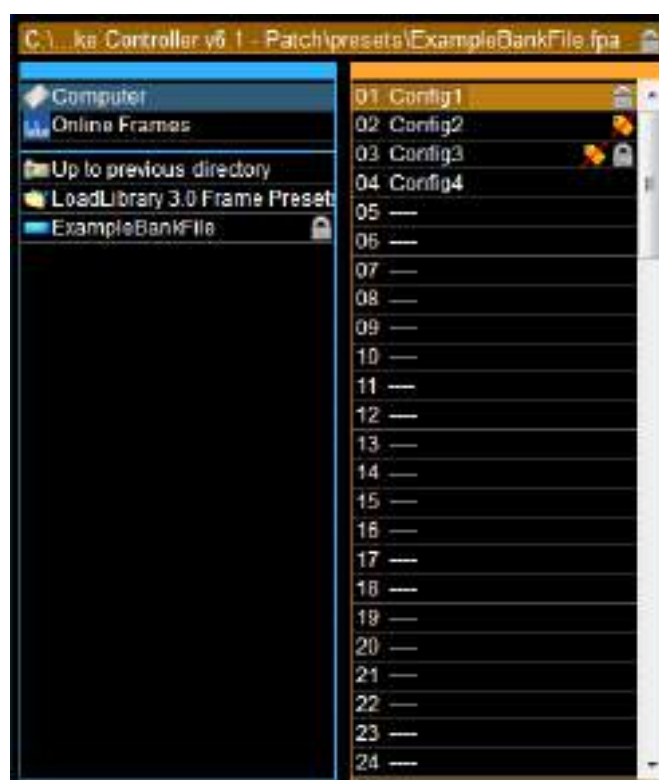 C:\...ke Controller v6.1 - Patch\presets\ExampleBankFile.fpa
Computer
Online Frames
Up to previous directory
LoadLibrary 3.0 Frame Preset
ExampleBankFile
01 Config1
02 Config2
03 Config3
04 Config4
05 ----
06 ----
07 ----
08 ----
09 ----
10 ----
11 ----
12 ----
13 ----
14 ----
15 ----
16 ----
17 ----
18 ----
19 ----
20 ----
21 ----
22 ----
23 ----
24 ----